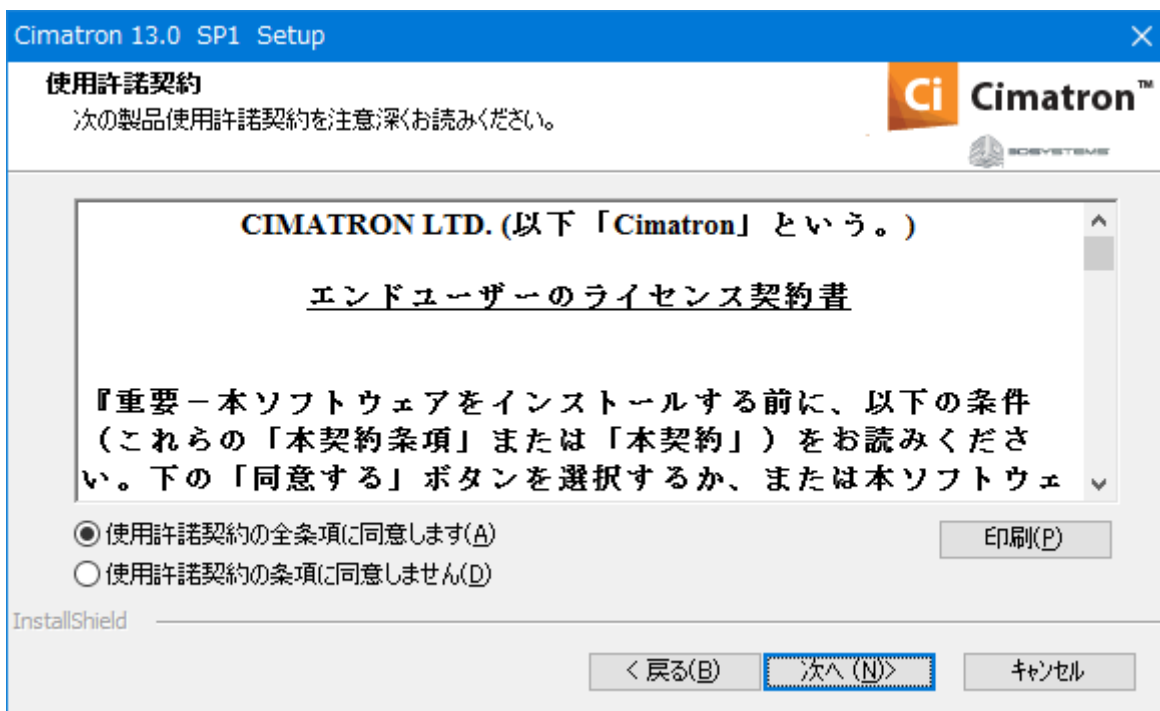 Cimatron 13.0 SP1 Setup
使用許諾契約
次の製品使用許諾契約を注意深くお読みください。
Ci Cimatron™
3D SYSTEMS
CIMATRON LTD. (以下「Cimatron」という。)
エンドユーザーのライセンス契約書
『重要－本ソフトウェアをインストールする前に、以下の条件
（これらの「本契約条項」または「本契約」）をお読みくださ
い。下の「同意する」ボタンを選択するか、または本ソフトウェ
使用許諾契約の全条項に同意します(A)
印刷(P)
使用許諾契約の条項に同意しません(D)
InstallShield
< 戻る(B)
次へ (N)>
キャンセル